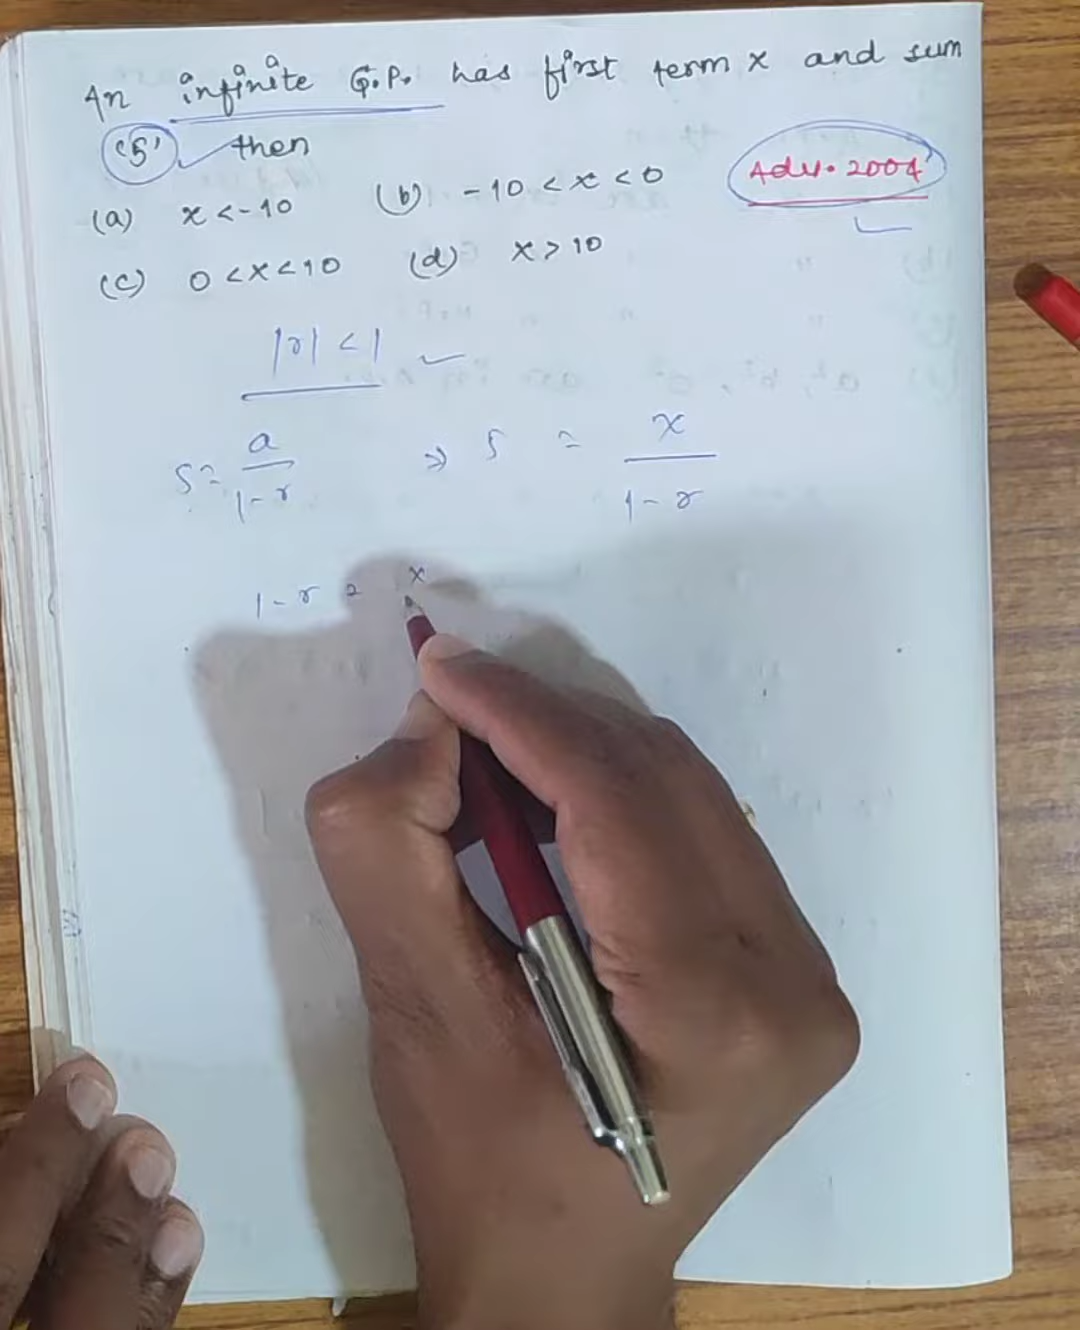 An infinite G.P. has first term x and sum
'5' then
Adv. 2004
(a) x < -10 (b) -10 < x < 0
(c) 0 < x < 10 (d) x > 10
|r| < 1
S = a / 1-r ⇒ 5 = x / 1-r
1-r = x